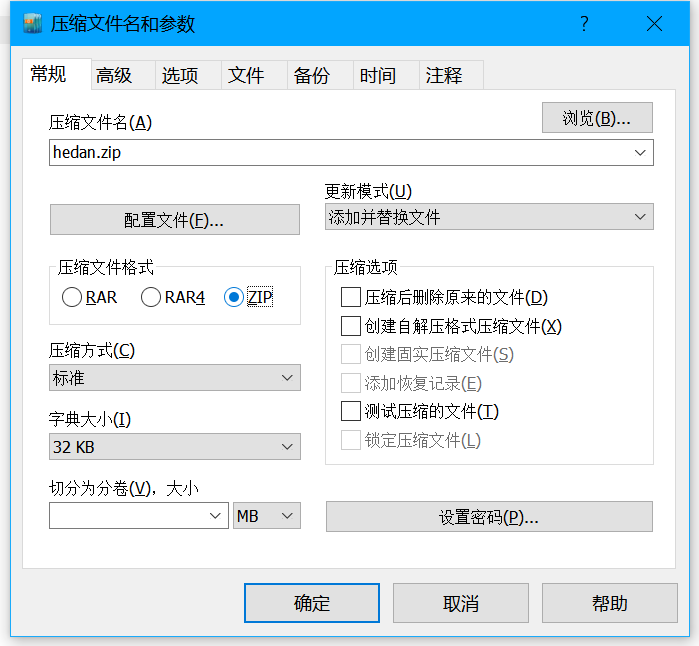 压缩文件名和参数
?
常规 高级 选项 文件 备份 时间 注释
压缩文件名(A)
浏览(B)...
hedan.zip
更新模式(U)
配置文件(F)...
添加并替换文件
压缩文件格式
RAR RAR4 ZIP
压缩方式(C)
标准
字典大小(I)
32 KB
切分为分卷(V)，大小
MB
压缩选项
压缩后删除原来的文件(D)
创建自解压格式压缩文件(X)
创建固实压缩文件(S)
添加恢复记录(E)
测试压缩的文件(T)
锁定压缩文件(L)
设置密码(P)...
确定 取消 帮助